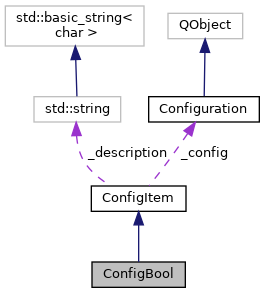 std::basic_string<
char >
QObject
std::string
Configuration
_description
_config
ConfigItem
ConfigBool